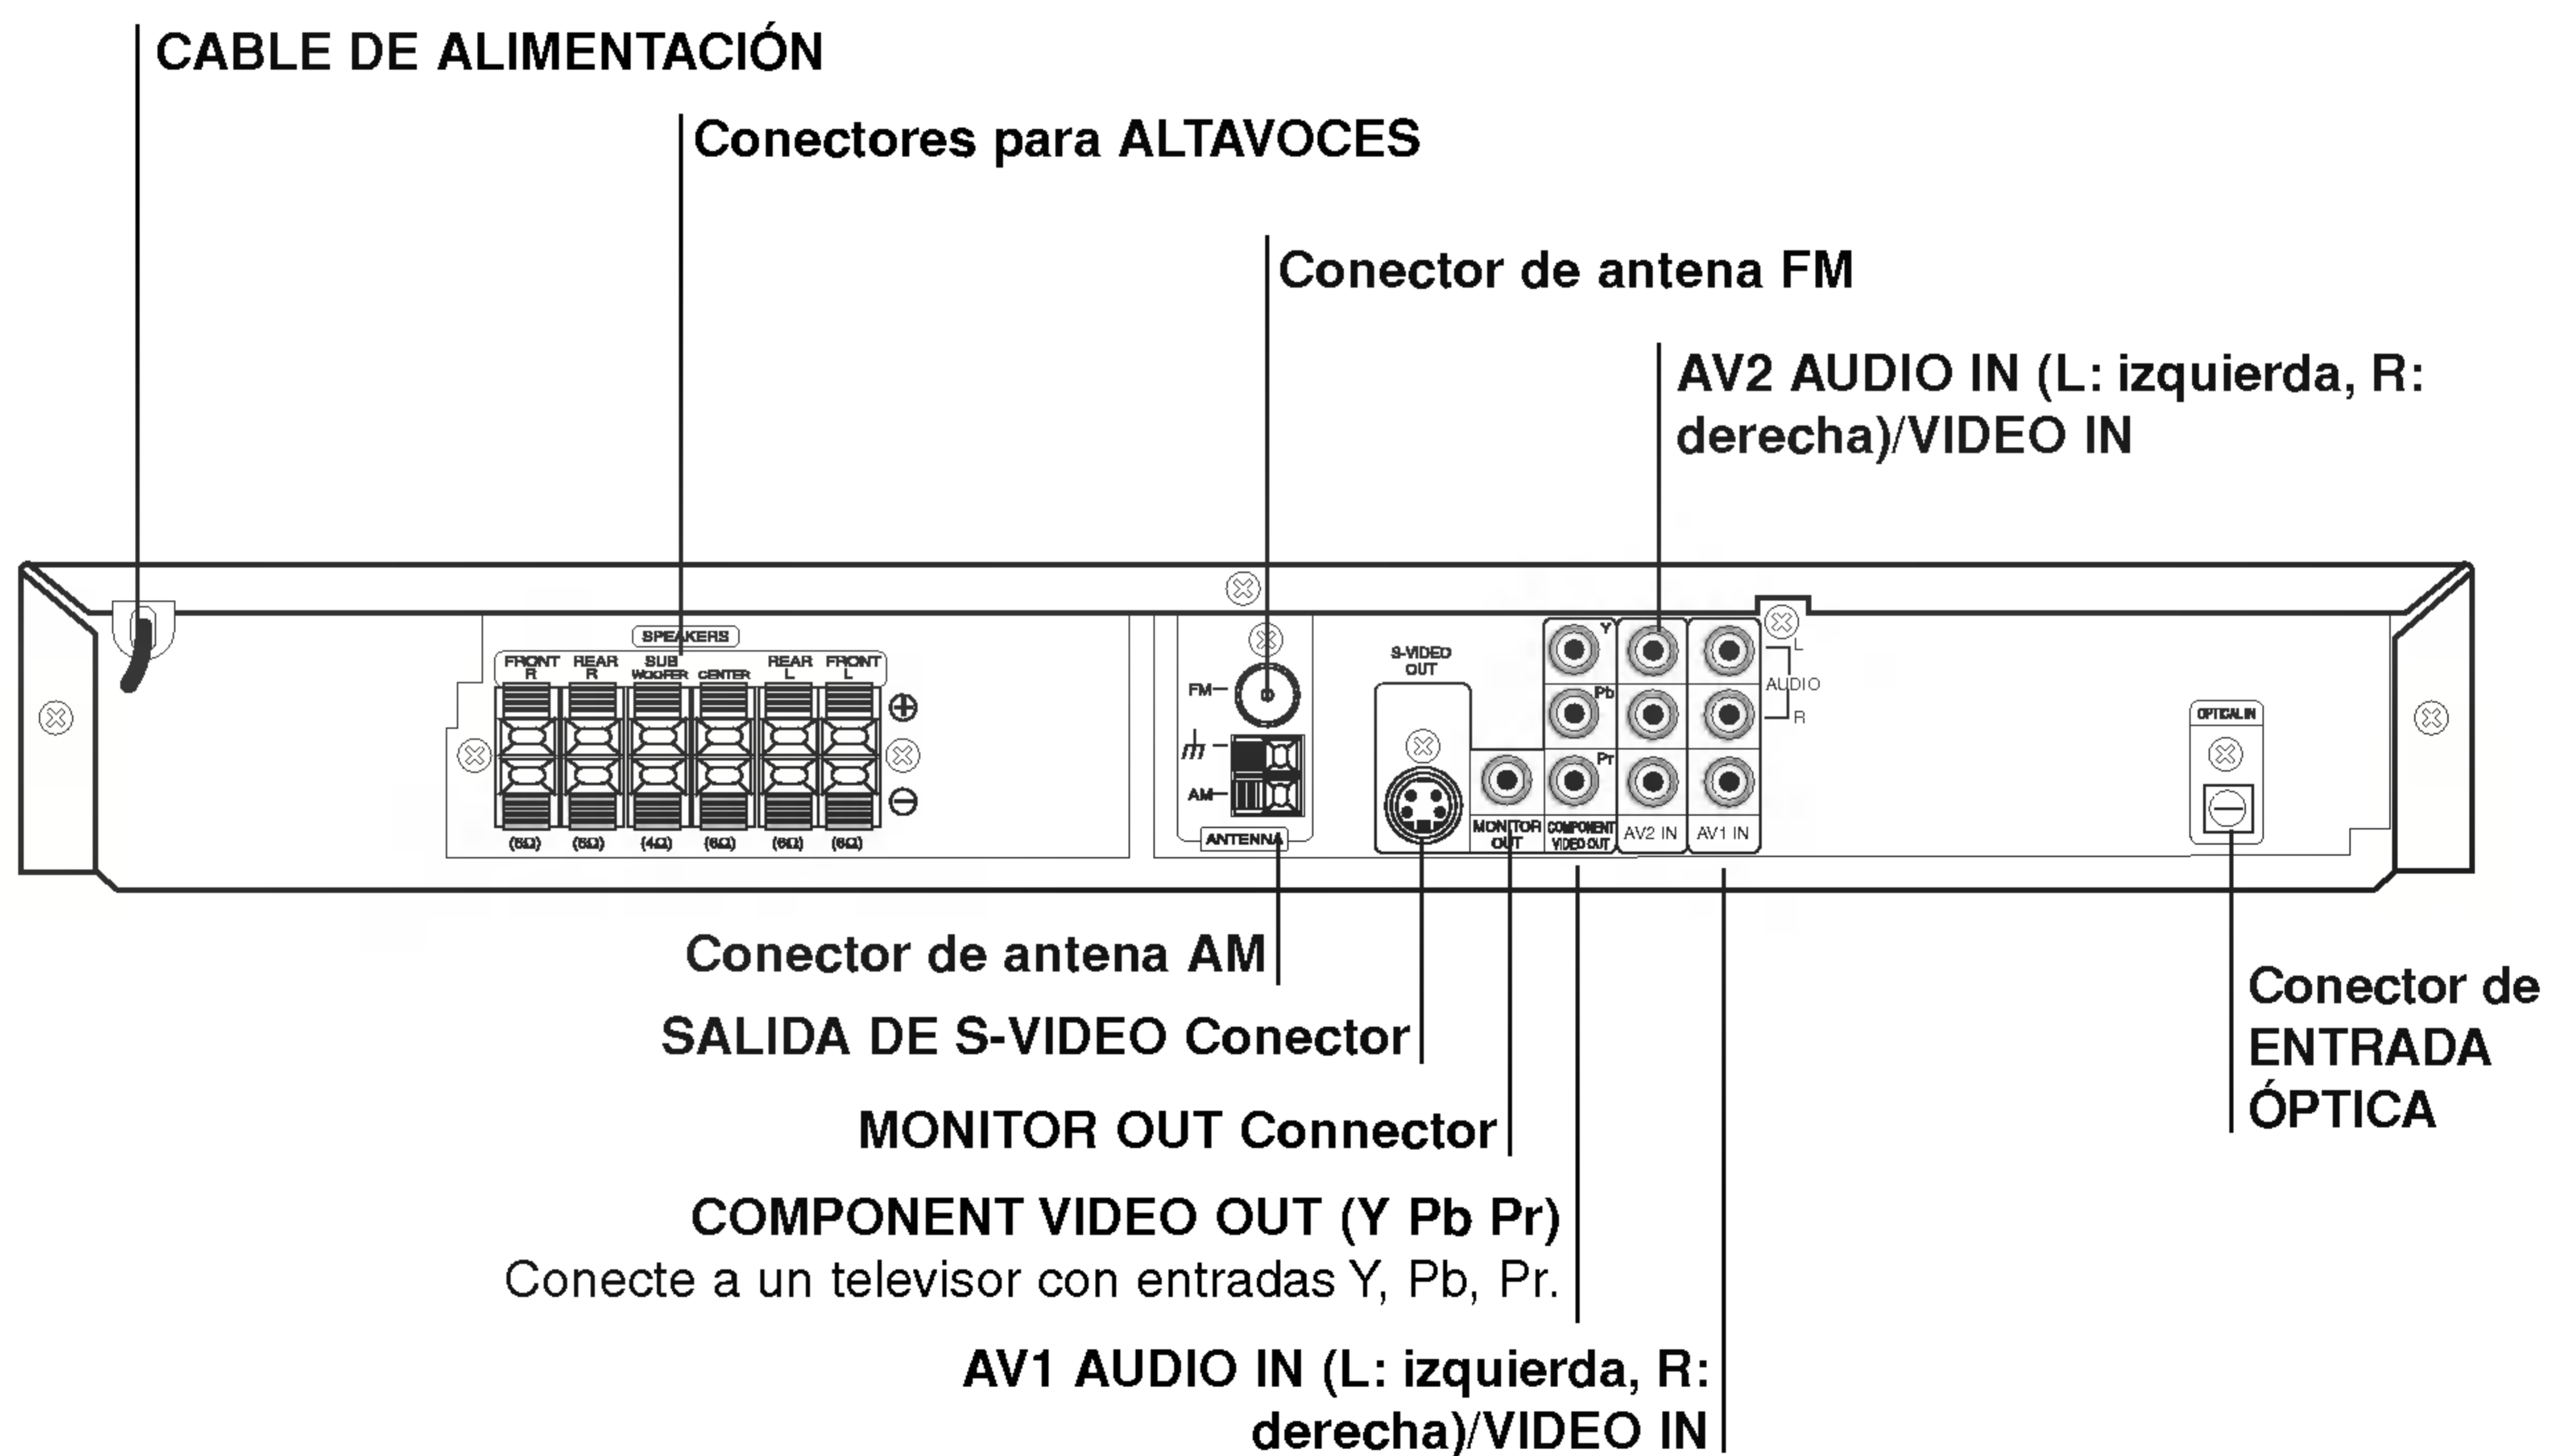 CABLE DE ALIMENTACIÓN
Conectores para ALTAVOCES
Conector de antena FM
AV2 AUDIO IN (L: izquierda, R:
derecha)/VIDEO IN
SPEAKERS
FRONT R
REAR R
SUB WOOFER
CENTER
REAR L
FRONT L
(6Ω) (6Ω) (4Ω) (6Ω) (6Ω) (6Ω)
FM
AM
ANTENNA
S-VIDEO
OUT
MONITOR
OUT
Y
Pb
Pr
COMPONENT
VIDEO OUT
AV2 IN
AV1 IN
L
AUDIO
R
OPTICAL IN
Conector de antena AM
SALIDA DE S-VIDEO Conector
MONITOR OUT Connector
COMPONENT VIDEO OUT (Y Pb Pr)
Conecte a un televisor con entradas Y, Pb, Pr.
AV1 AUDIO IN (L: izquierda, R:
derecha)/VIDEO IN
Conector de
ENTRADA
ÓPTICA